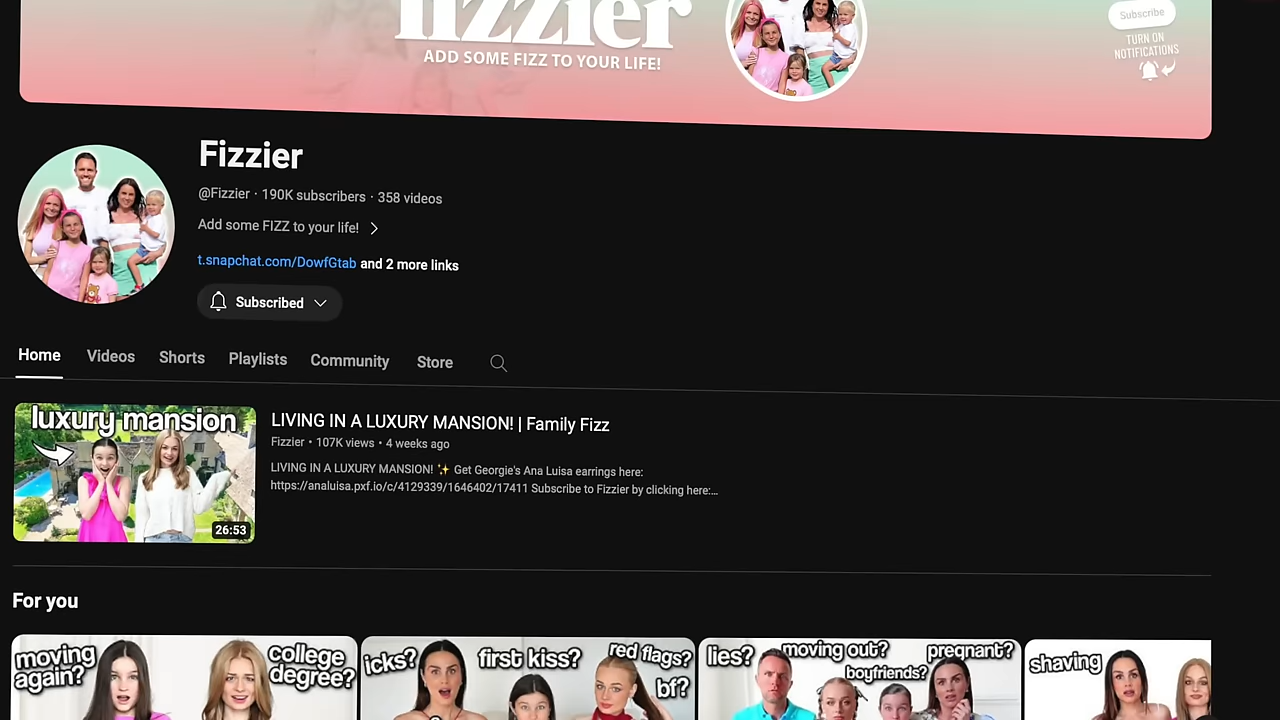 fizzier
ADD SOME FIZZ TO YOUR LIFE!
Subscribe
TURN ON
NOTIFICATIONS
Fizzier
@Fizzier · 190K subscribers · 358 videos
Add some FIZZ to your life!
t.snapchat.com/DowfGtab and 2 more links
Subscribed
Home Videos Shorts Playlists Community Store
luxury mansion
26:53
LIVING IN A LUXURY MANSION! | Family Fizz
Fizzier • 107K views • 4 weeks ago
LIVING IN A LUXURY MANSION! ✨ Get Georgie's Ana Luisa earrings here:
https://analuisa.pxf.io/c/4129339/1646402/17411 Subscribe to Fizzier by clicking here:...
For you
moving
again?
college
degree?
icks?
first kiss?
red flags?
bf?
lies?
moving out?
boyfriends?
pregnant?
shaving